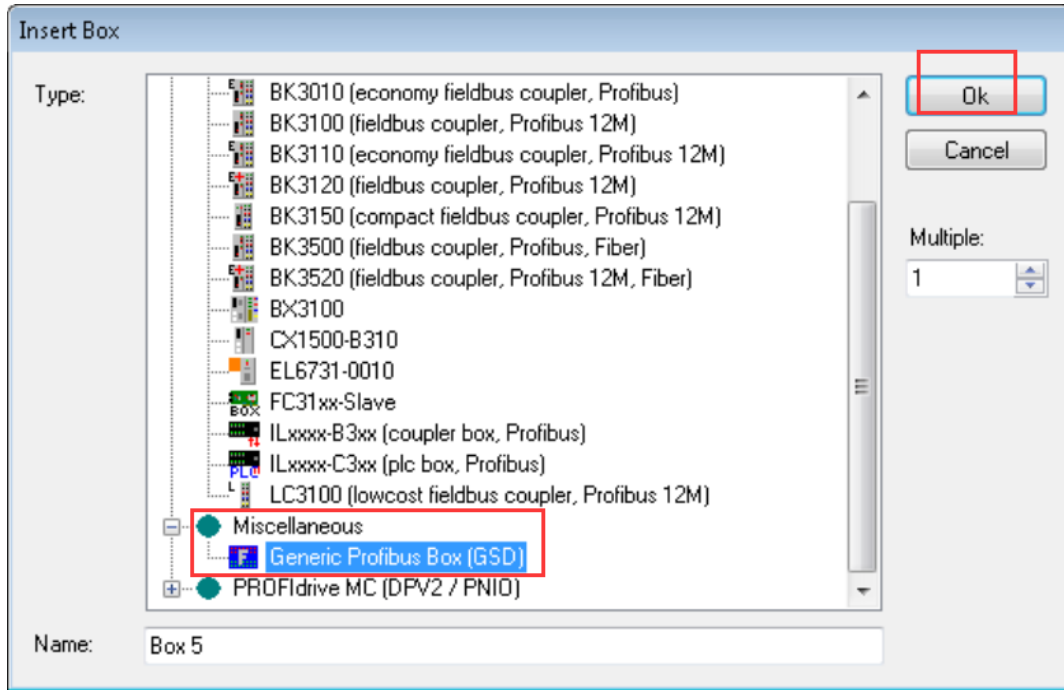 Insert Box
Type:
BK3010 (economy fieldbus coupler, Profibus)
BK3100 (fieldbus coupler, Profibus 12M)
BK3110 (economy fieldbus coupler, Profibus 12M)
BK3120 (fieldbus coupler, Profibus 12M)
BK3150 (compact fieldbus coupler, Profibus 12M)
BK3500 (fieldbus coupler, Profibus, Fiber)
BK3520 (fieldbus coupler, Profibus 12M, Fiber)
BX3100
CX1500-B310
EL6731-0010
FC31xx-Slave
ILxxxx-B3xx (coupler box, Profibus)
ILxxxx-C3xx (plc box, Profibus)
LC3100 (lowcost fieldbus coupler, Profibus 12M)
Miscellaneous
Generic Profibus Box (GSD)
PROFIdrive MC (DPV2 / PNIO)
Ok
Cancel
Multiple:
1
Name:
Box 5